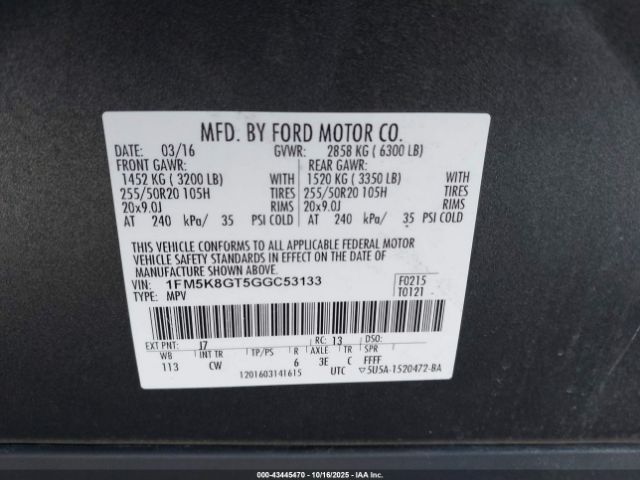 MFD. BY FORD MOTOR CO.
DATE: 03/16 GVWR: 2858 KG ( 6300 LB)
FRONT GAWR: REAR GAWR:
1452 KG ( 3200 LB) WITH 1520 KG ( 3350 LB) WITH
255/50R20 105H TIRES 255/50R20 105H TIRES
20x9.0J RIMS 20x9.0J RIMS
AT 240 kPa/ 35 PSI COLD AT 240 kPa/ 35 PSI COLD
THIS VEHICLE CONFORMS TO ALL APPLICABLE FEDERAL MOTOR
VEHICLE SAFETY STANDARDS IN EFFECT ON THE DATE OF
MANUFACTURE SHOWN ABOVE.
VIN: 1FM5K8GT5GGC53133 F0215
TYPE: MPV T0121
EXT PNT: J7 RC: 13 DSO:
WB INT TR TP/PS R AXLE TR SPR
113 CW 6 3E C FFFF
1201603141615 UTC ▽5U5A-1520472-BA
000-43445470 | 10/16/2025 | IAA Inc.